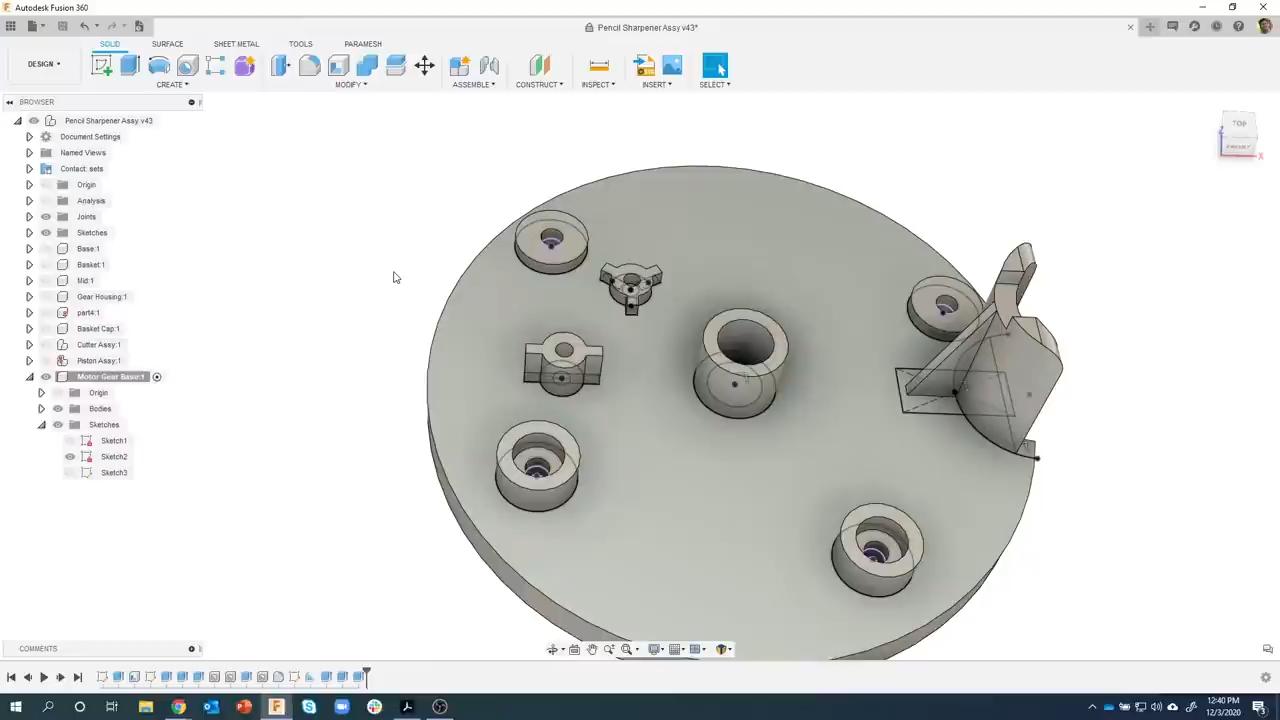 Autodesk Fusion 360
Pencil Sharpener Assy v43*
DESIGN
SOLID
SURFACE
SHEET METAL
TOOLS
PARAMESH
CREATE
MODIFY
ASSEMBLE
CONSTRUCT
INSPECT
INSERT
SELECT
BROWSER
Pencil Sharpener Assy v43
Document Settings
Named Views
Contact: sets
Origin
Analysis
Joints
Sketches
Base:1
Basket:1
Mid:1
Gear Housing:1
part4:1
Basket Cap:1
Cutter Assy:1
Piston Assy:1
Motor Gear Base:1
Origin
Bodies
Sketches
Sketch1
Sketch2
Sketch3
TOP
FRONT
Z
X
COMMENTS
12:40 PM
12/3/2020